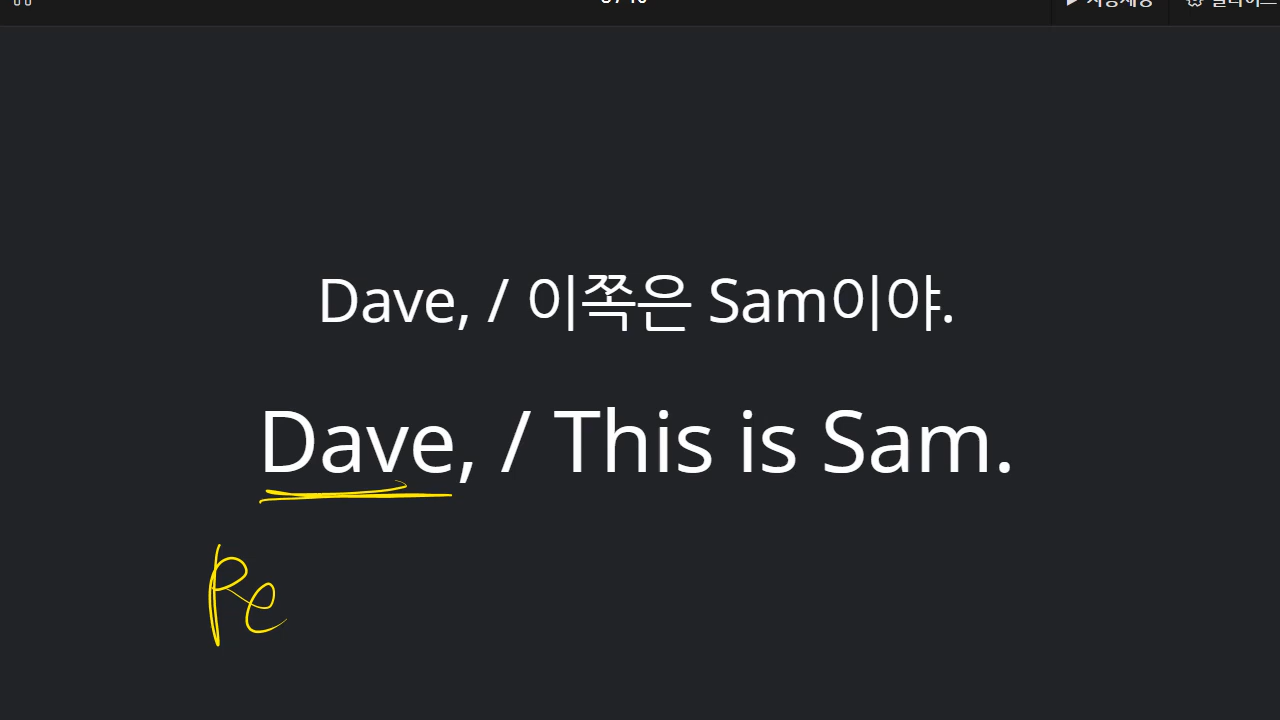 Dave, / 이쪽은 Sam이야.
Dave, / This is Sam.
Re